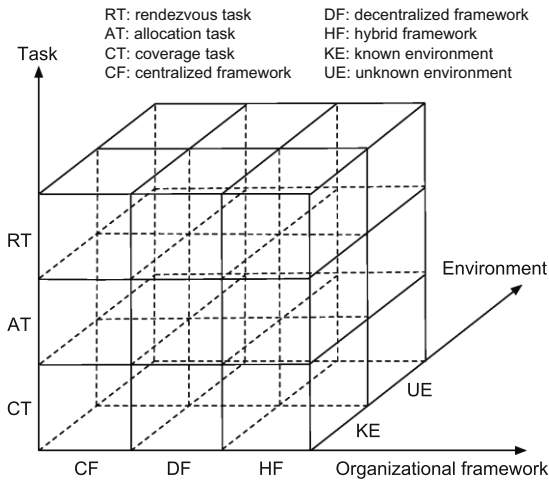 RT: rendezvous task
AT: allocation task
CT: coverage task
CF: centralized framework
DF: decentralized framework
HF: hybrid framework
KE: known environment
UE: unknown environment
Task
RT
AT
CT
Environment
UE
KE
CF
DF
HF
Organizational framework